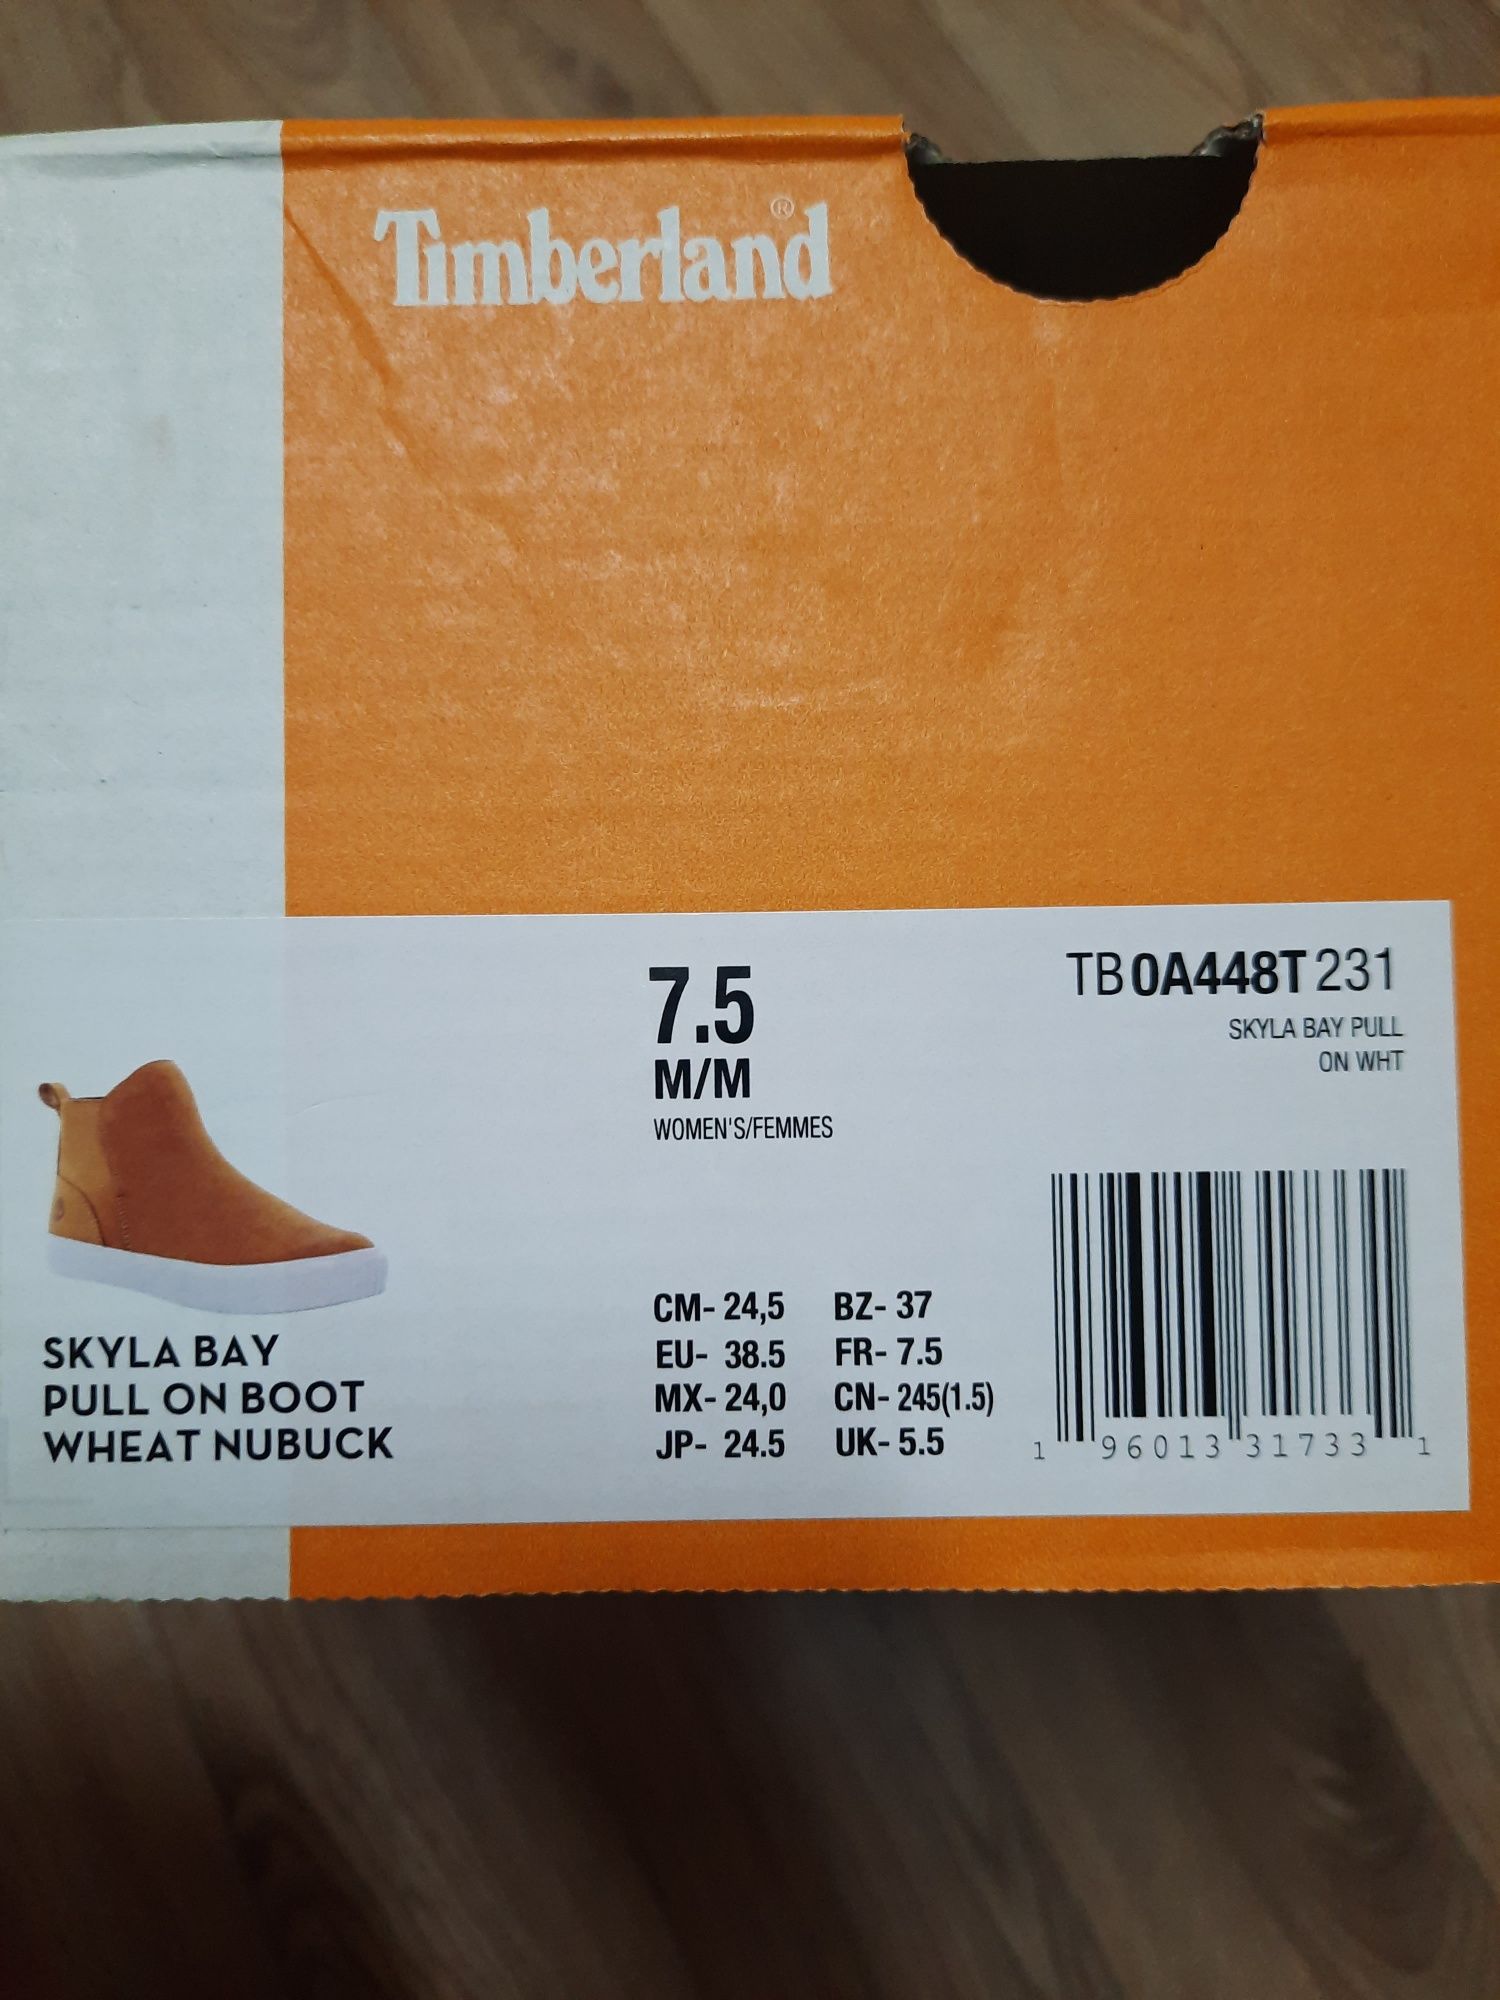 Timberland®
7.5
M/M
WOMEN'S/FEMMES
TB0A448T231
SKYLA BAY PULL
ON WHT
SKYLA BAY
PULL ON BOOT
WHEAT NUBUCK
CM- 24,5 BZ- 37
EU- 38.5 FR- 7.5
MX- 24,0 CN- 245(1.5)
JP- 24.5 UK- 5.5
1 96013 31733 1